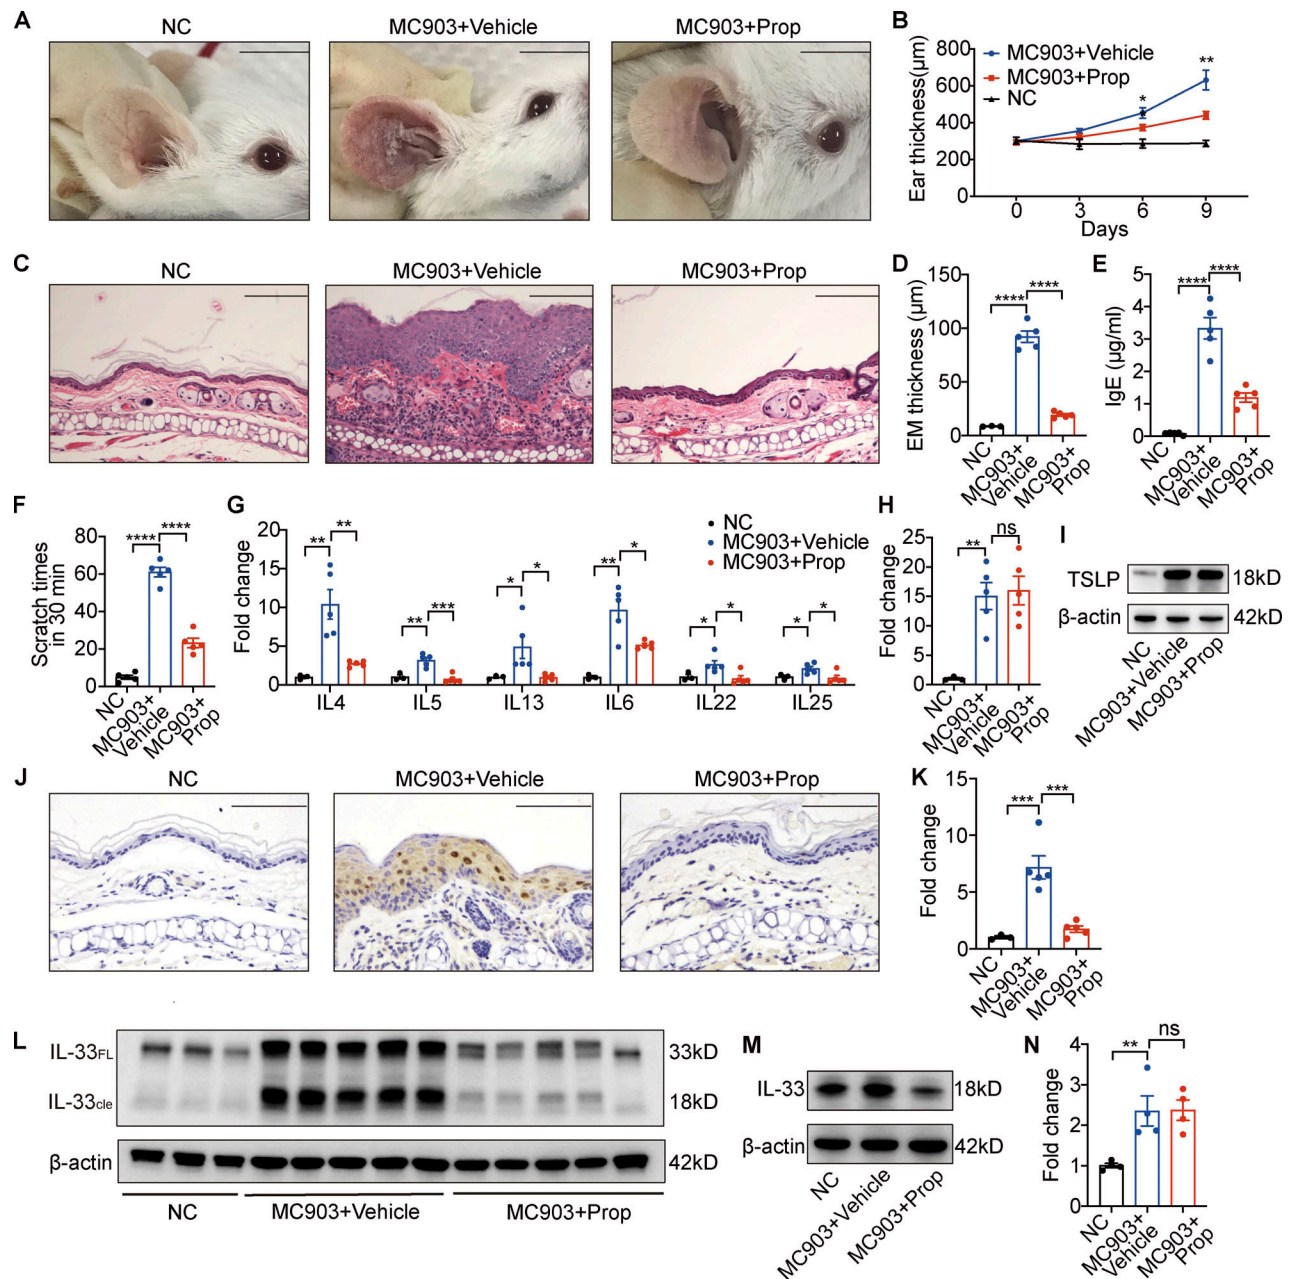 A
NC
MC903+Vehicle
MC903+Prop
B
Ear thickness(μm)
800
600
400
200
0
MC903+Vehicle
MC903+Prop
NC
*
**
0
3
6
9
Days
C
NC
MC903+Vehicle
MC903+Prop
D
EM thickness (μm)
150
100
50
0
****
****
NC
MC903+
Vehicle
MC903+
Prop
E
IgE (μg/ml)
5
4
3
2
1
0
****
****
NC
MC903+
Vehicle
MC903+
Prop
F
Scratch times
in 30 min
80
60
40
20
0
****
****
NC
MC903+
Vehicle
MC903+
Prop
G
Fold change
20
15
10
5
1
0
NC
MC903+Vehicle
MC903+Prop
**
**
**
***
*
*
**
*
*
*
*
*
IL4
IL5
IL13
IL6
IL22
IL25
H
Fold change
25
20
15
10
5
1
0
**
ns
NC
MC903+
Vehicle
MC903+
Prop
I
TSLP
18kD
β-actin
42kD
NC
MC903+Vehicle
MC903+Prop
J
NC
MC903+Vehicle
MC903+Prop
K
Fold change
15
10
5
0
***
***
NC
MC903+
Vehicle
MC903+
Prop
L
IL-33FL
33kD
IL-33cle
18kD
β-actin
42kD
NC
MC903+Vehicle
MC903+Prop
M
IL-33
18kD
β-actin
42kD
NC
MC903+Vehicle
MC903+Prop
N
Fold change
4
3
2
1
0
**
ns
NC
MC903+
Vehicle
MC903+
Prop